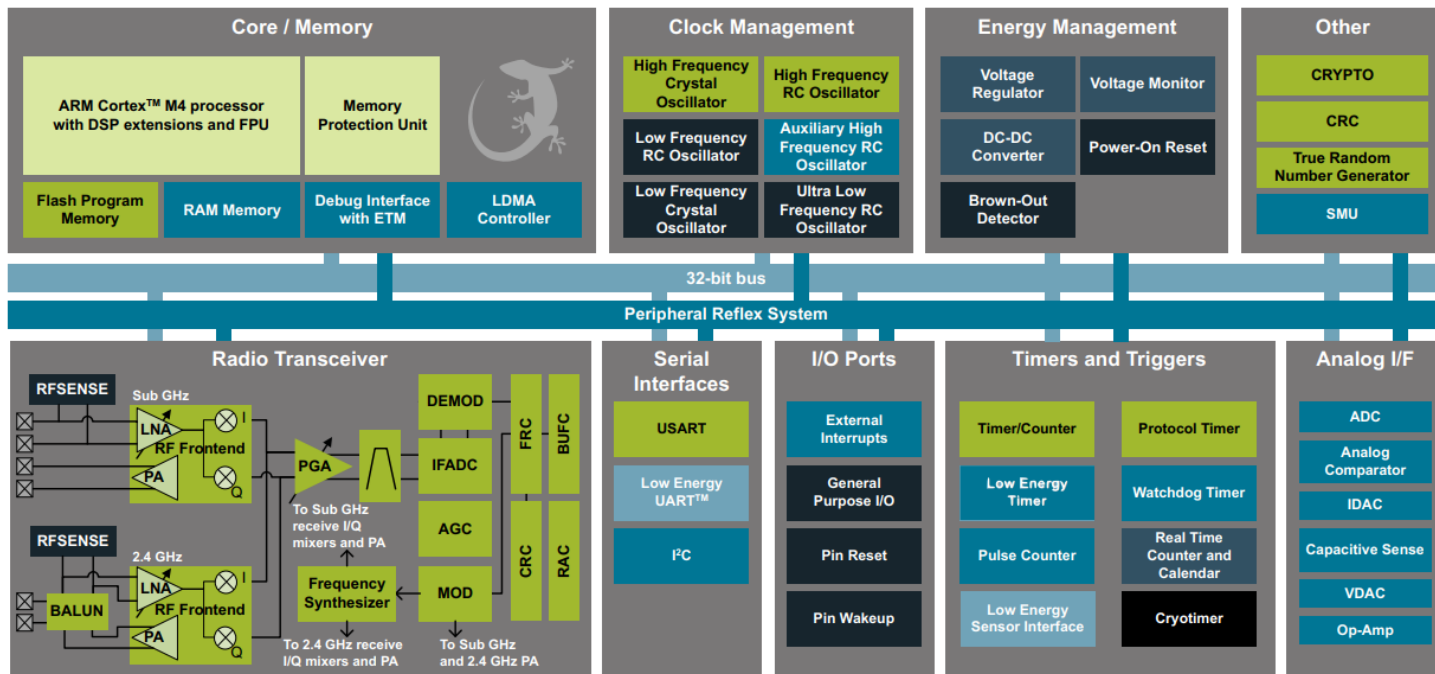 Core / Memory
ARM Cortex™ M4 processor
with DSP extensions and FPU
Memory
Protection Unit
Flash Program
Memory
RAM Memory
Debug Interface
with ETM
LDMA
Controller
Clock Management
High Frequency
Crystal
Oscillator
High Frequency
RC Oscillator
Low Frequency
RC Oscillator
Auxiliary High
Frequency RC
Oscillator
Low Frequency
Crystal
Oscillator
Ultra Low
Frequency RC
Oscillator
Energy Management
Voltage
Regulator
Voltage Monitor
DC-DC
Converter
Power-On Reset
Brown-Out
Detector
Other
CRYPTO
CRC
True Random
Number Generator
SMU
32-bit bus
Peripheral Reflex System
Radio Transceiver
RFSENSE
Sub GHz
LNA
I
RF Frontend
PA
Q
RFSENSE
2.4 GHz
LNA
I
BALUN
RF Frontend
PA
Q
PGA
To Sub GHz
receive I/Q
mixers and PA
Frequency
Synthesizer
To 2.4 GHz receive
I/Q mixers and PA
DEMOD
IFADC
AGC
MOD
To Sub GHz
and 2.4 GHz PA
FRC
BUFC
CRC
RAC
Serial
Interfaces
USART
Low Energy
UART™
I²C
I/O Ports
External
Interrupts
General
Purpose I/O
Pin Reset
Pin Wakeup
Timers and Triggers
Timer/Counter
Protocol Timer
Low Energy
Timer
Watchdog Timer
Pulse Counter
Real Time
Counter and
Calendar
Low Energy
Sensor Interface
Cryotimer
Analog I/F
ADC
Analog
Comparator
IDAC
Capacitive Sense
VDAC
Op-Amp